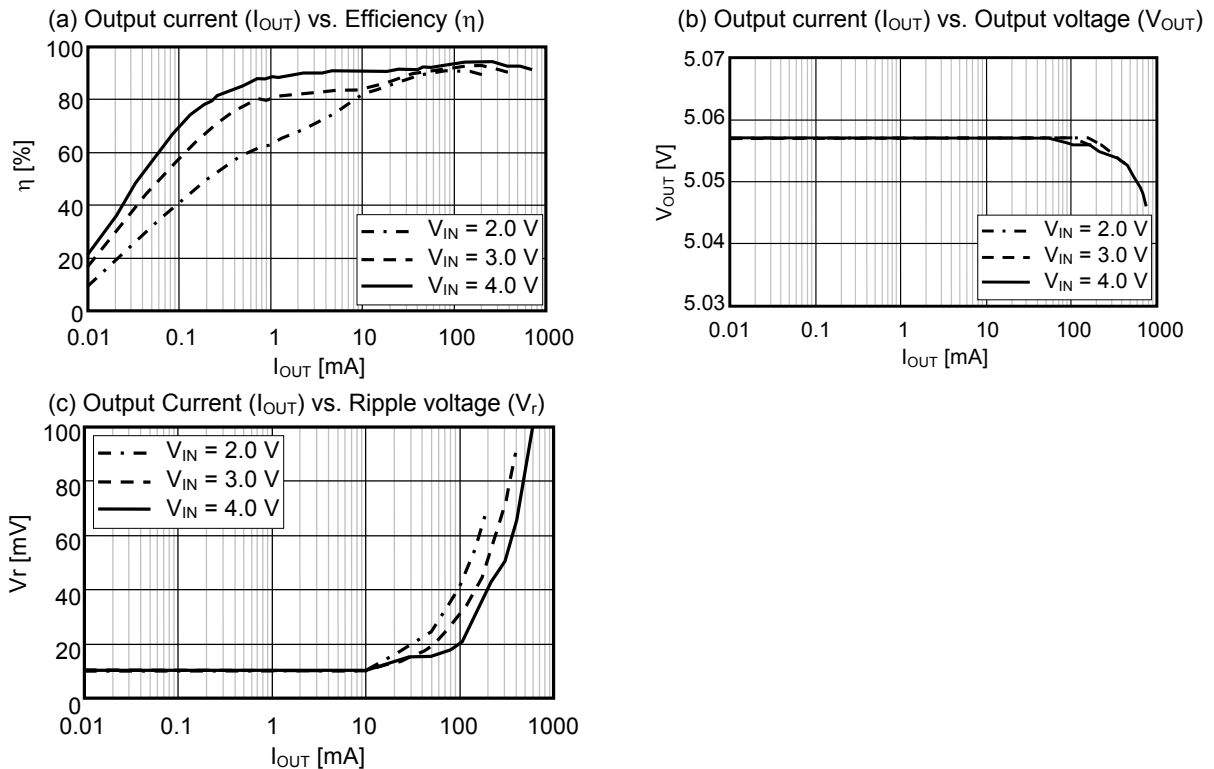 (a) Output current (IOUT) vs. Efficiency (η)
100
80
60
40
20
0
η [%]
VIN = 2.0 V
VIN = 3.0 V
VIN = 4.0 V
0.01 0.1 1 10 100 1000
IOUT [mA]
(b) Output current (IOUT) vs. Output voltage (VOUT)
5.07
5.06
5.05
5.04
5.03
VOUT [V]
VIN = 2.0 V
VIN = 3.0 V
VIN = 4.0 V
0.01 0.1 1 10 100 1000
IOUT [mA]
(c) Output Current (IOUT) vs. Ripple voltage (Vr)
100
80
60
40
20
0
Vr [mV]
VIN = 2.0 V
VIN = 3.0 V
VIN = 4.0 V
0.01 0.1 1 10 100 1000
IOUT [mA]